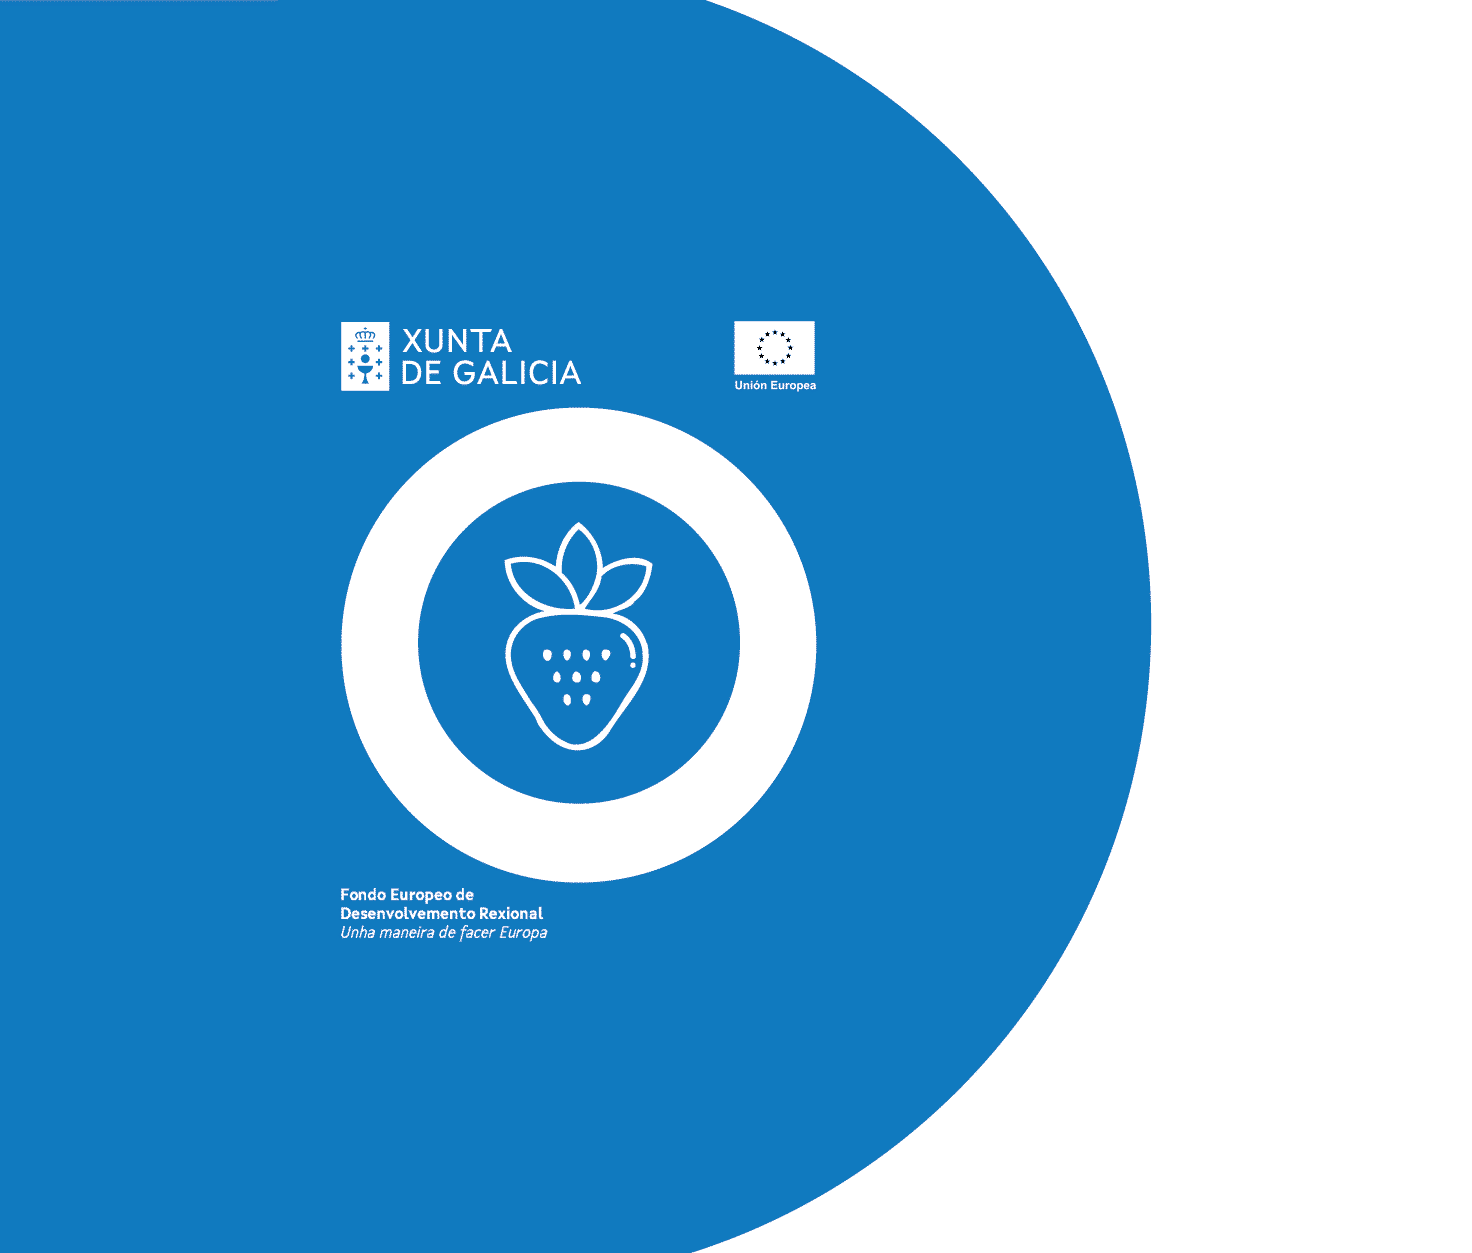 XUNTA
DE GALICIA
Unión Europea
Fondo Europeo de
Desenvolvemento Rexional
Unha maneira de facer Europa